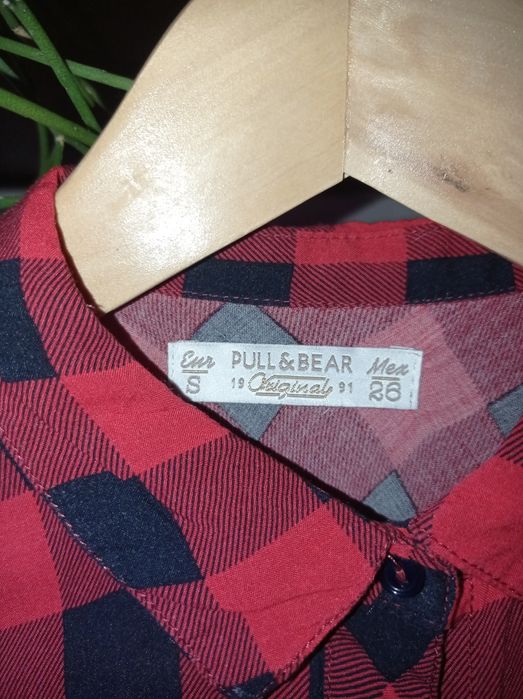 Eur PULL&BEAR Mex
S 19 Original 91 26